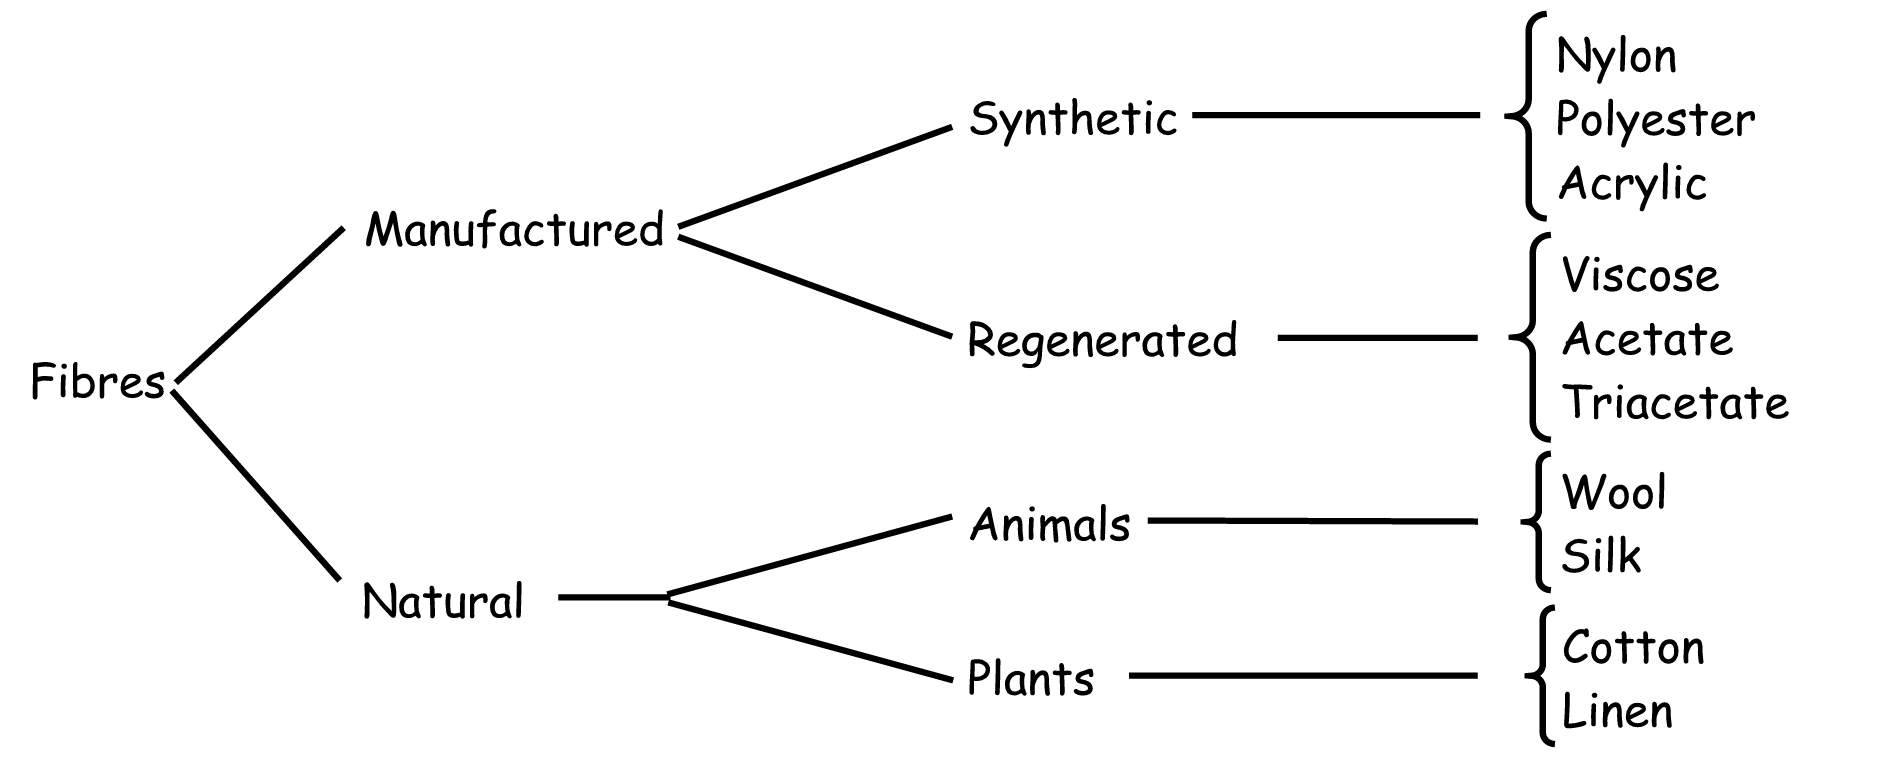 Fibres
Manufactured
Natural
Synthetic
Regenerated
Animals
Plants
Nylon
Polyester
Acrylic
Viscose
Acetate
Triacetate
Wool
Silk
Cotton
Linen